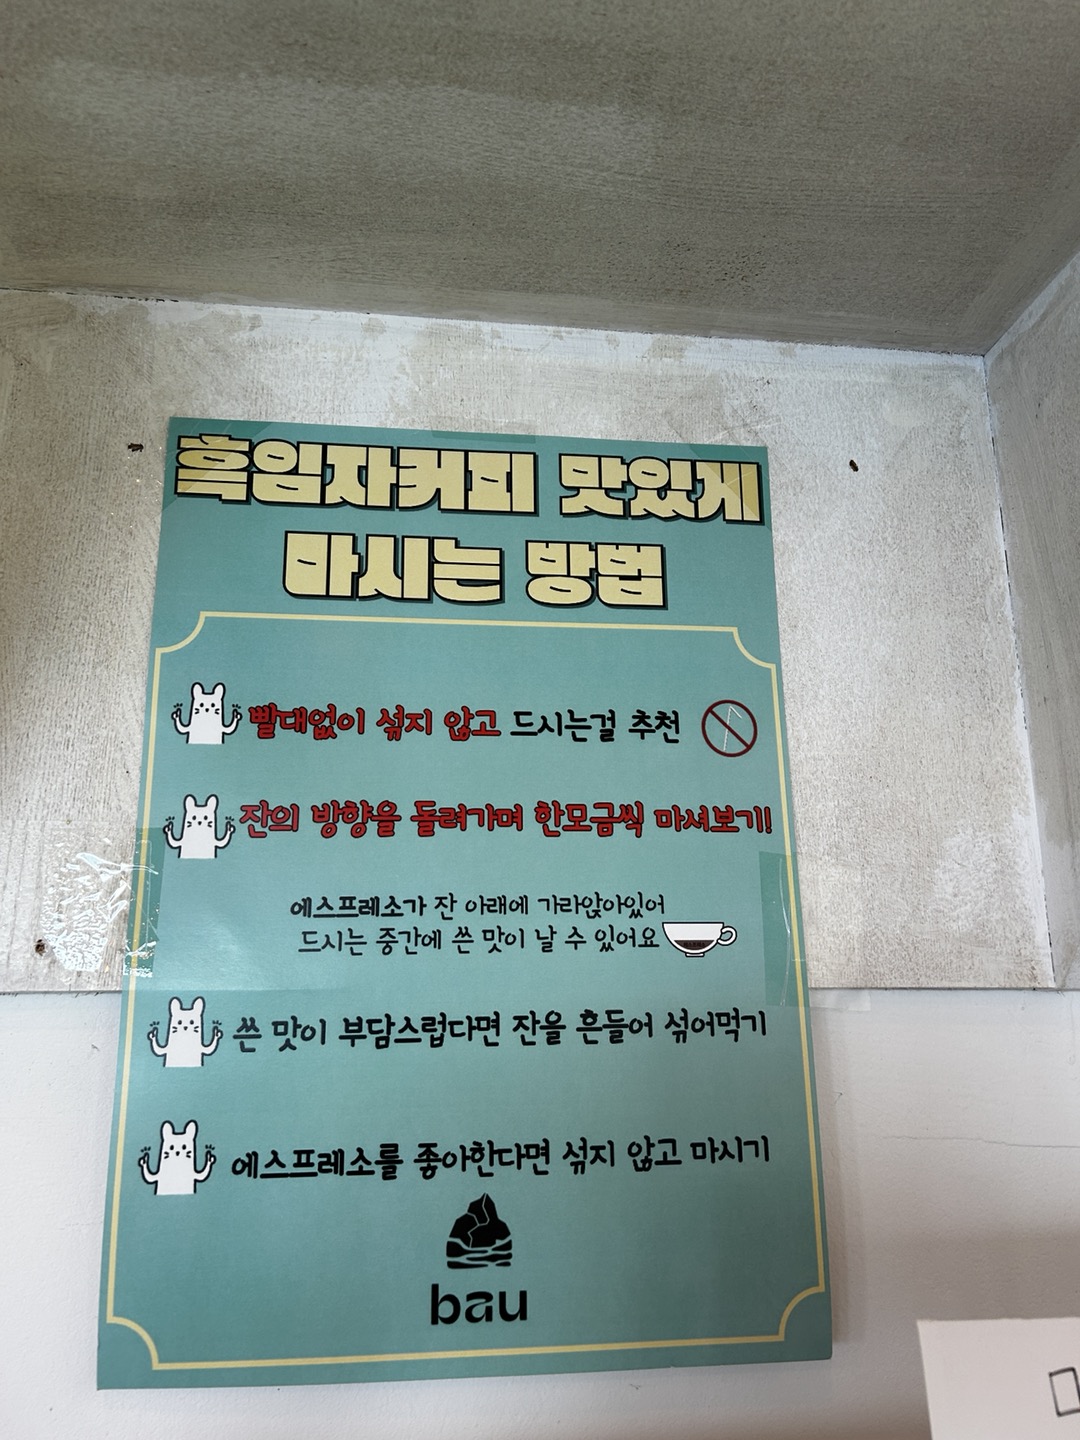 흑임자커피 맛있게
마시는 방법
빨대없이 섞지 않고 드시는걸 추천
잔의 방향을 돌려가며 한모금씩 마셔보기!
에스프레소가 잔 아래에 가라앉아있어
드시는 중간에 쓴 맛이 날 수 있어요
에스프레소
쓴 맛이 부담스럽다면 잔을 흔들어 섞어먹기
에스프레소를 좋아한다면 섞지 않고 마시기
bau